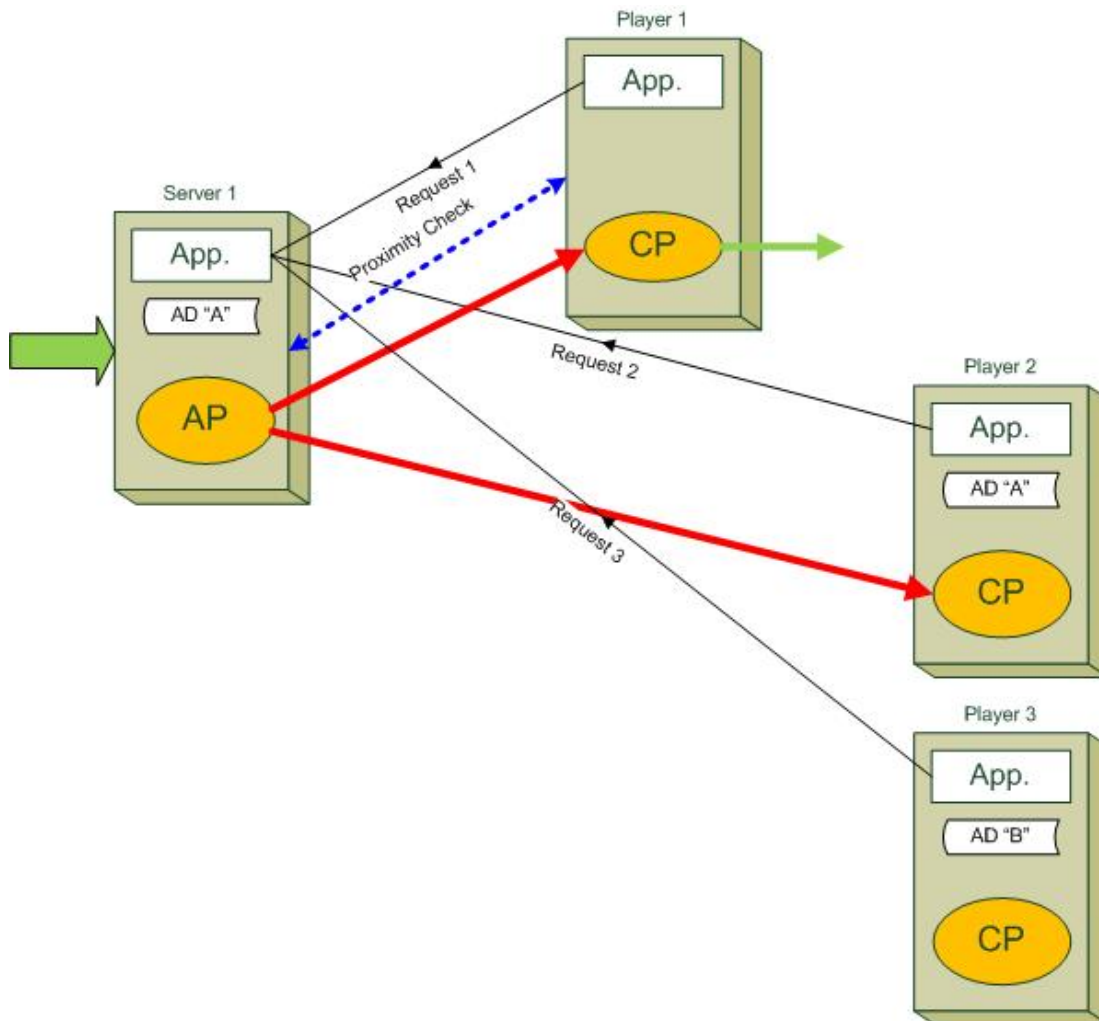 Player 1
App.
Request 1
Server 1
Proximity Check
App.
CP
AD “A”
Request 2
Player 2
AP
App.
AD “A”
Request 3
CP
Player 3
App.
AD “B”
CP